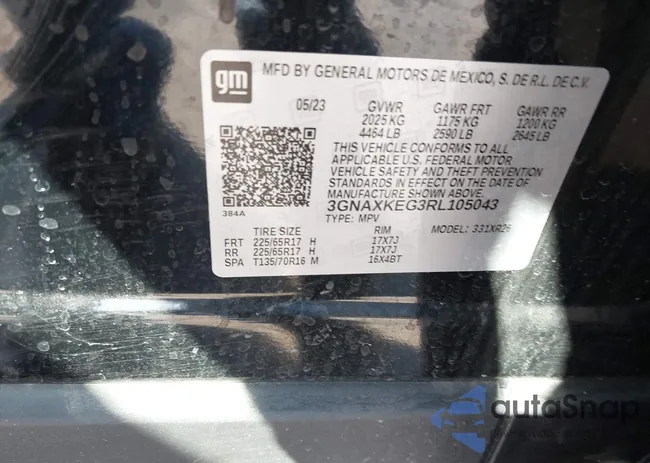 gm
MFD BY GENERAL MOTORS DE MEXICO, S. DE R.L. DE C.V.
05/23 GVWR GAWR FRT GAWR RR
2025 KG 1175 KG 1200 KG
4464 LB 2590 LB 2645 LB
THIS VEHICLE CONFORMS TO ALL
APPLICABLE U.S. FEDERAL MOTOR
VEHICLE SAFETY AND THEFT PREVENTION
STANDARDS IN EFFECT ON THE DATE OF
MANUFACTURE SHOWN ABOVE.
3GNAXKEG3RL105043
384A
TYPE: MPV MODEL: 331XR26
TIRE SIZE RIM
FRT 225/65R17 H 17X7J
RR 225/65R17 H 17X7J
SPA T135/70R16 M 16X4BT
autoSnap